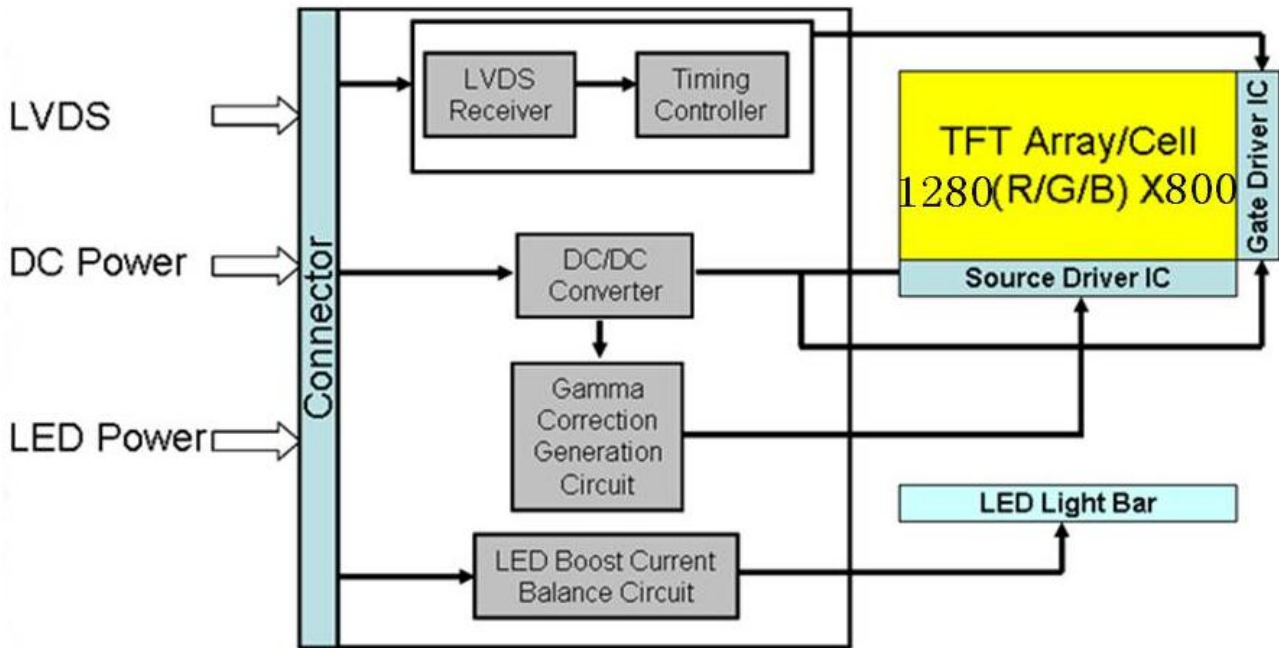 LVDS
DC Power
LED Power
Connector
LVDS
Receiver
Timing
Controller
DC/DC
Converter
Gamma
Correction
Generation
Circuit
LED Boost Current
Balance Circuit
TFT Array/Cell
1280(R/G/B) X800
Gate Driver IC
Source Driver IC
LED Light Bar